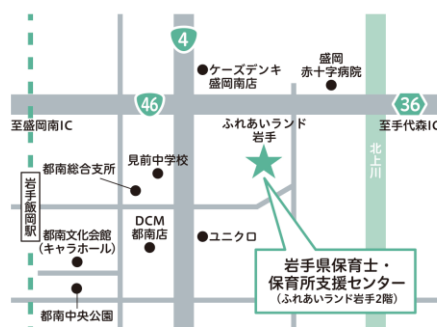 4
ケーズデンキ
盛岡南店
盛岡
赤十字病院
46
36
至盛岡南IC
ふれあいランド
岩手
至手代森IC
北上川
見前中学校
都南総合支所
岩手飯岡駅
都南文化会館
(キャラホール)
DCM
都南店
ユニクロ
岩手県保育士・
保育所支援センター
(ふれあいランド岩手2階)
都南中央公園